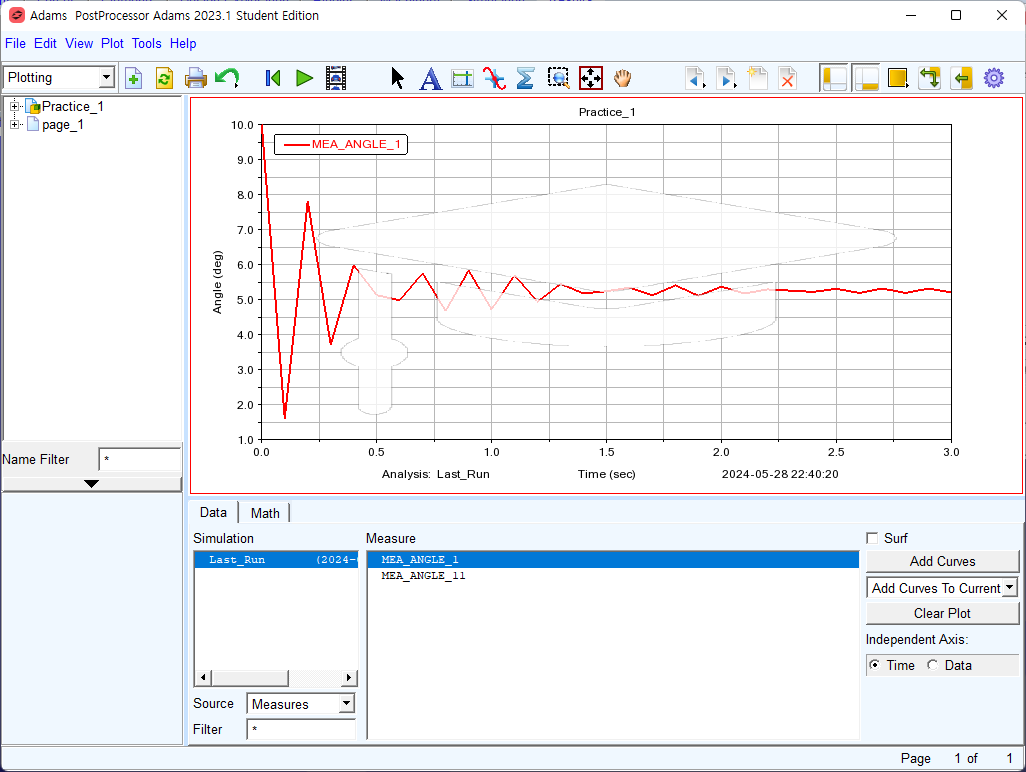 Adams PostProcessor Adams 2023.1 Student Edition
File Edit View Plot Tools Help
Plotting
Practice_1
page_1
Name Filter *
Practice_1
MEA_ANGLE_1
10.0
9.0
8.0
7.0
6.0
5.0
4.0
3.0
2.0
1.0
Angle (deg)
0.0 0.5 1.0 1.5 2.0 2.5 3.0
Analysis: Last_Run Time (sec) 2024-05-28 22:40:20
Data Math
Simulation
Last_Run (2024-
Source Measures
Filter *
Measure
MEA_ANGLE_1
MEA_ANGLE_11
Surf
Add Curves
Add Curves To Current
Clear Plot
Independent Axis:
Time Data
Page 1 of 1